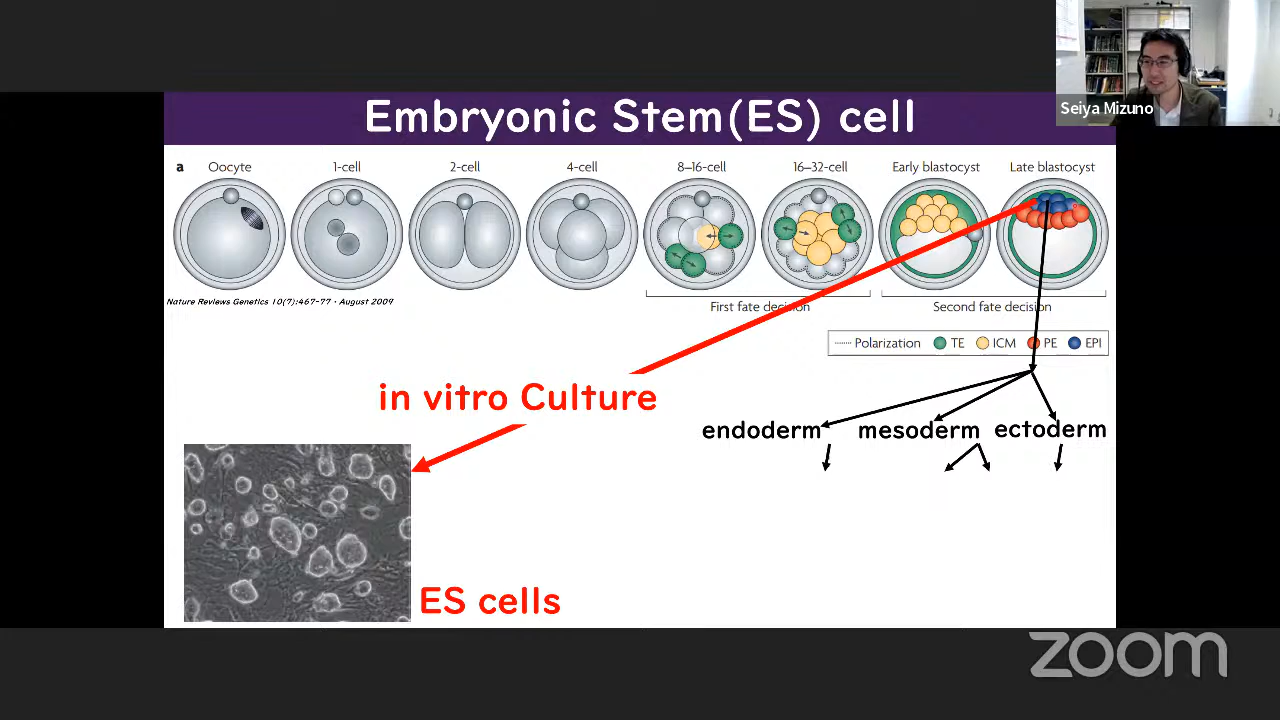 Seiya Mizuno
Embryonic Stem(ES) cell
a Oocyte 1-cell 2-cell 4-cell 8–16-cell 16–32-cell Early blastocyst Late blastocyst
Nature Reviews Genetics 10(7):467-77 · August 2009
First fate decision Second fate decision
Polarization TE ICM PE EPI
in vitro Culture
endoderm mesoderm ectoderm
ES cells
zoom